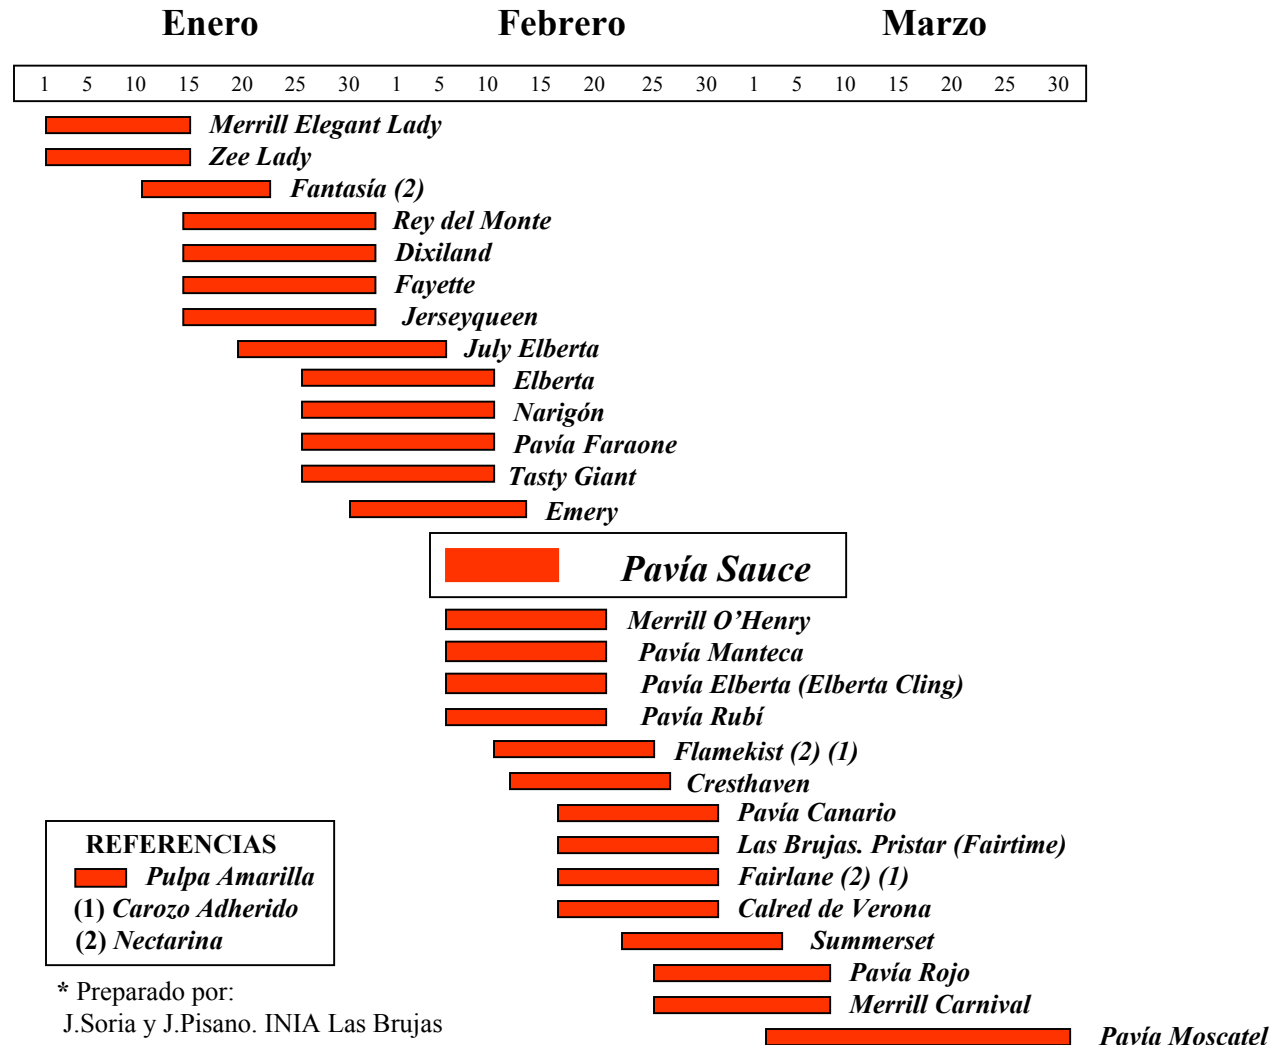 Enero Febrero Marzo
1 5 10 15 20 25 30 1 5 10 15 20 25 30 1 5 10 15 20 25 30
Merrill Elegant Lady
Zee Lady
Fantasía (2)
Rey del Monte
Dixiland
Fayette
Jerseyqueen
July Elberta
Elberta
Narigón
Pavía Faraone
Tasty Giant
Emery
Pavía Sauce
Merrill O’Henry
Pavía Manteca
Pavía Elberta (Elberta Cling)
Pavía Rubí
Flamekist (2) (1)
Cresthaven
Pavía Canario
Las Brujas. Pristar (Fairtime)
Fairlane (2) (1)
Calred de Verona
Summerset
Pavía Rojo
Merrill Carnival
Pavía Moscatel
REFERENCIAS
Pulpa Amarilla
(1) Carozo Adherido
(2) Nectarina
* Preparado por:
J.Soria y J.Pisano. INIA Las Brujas